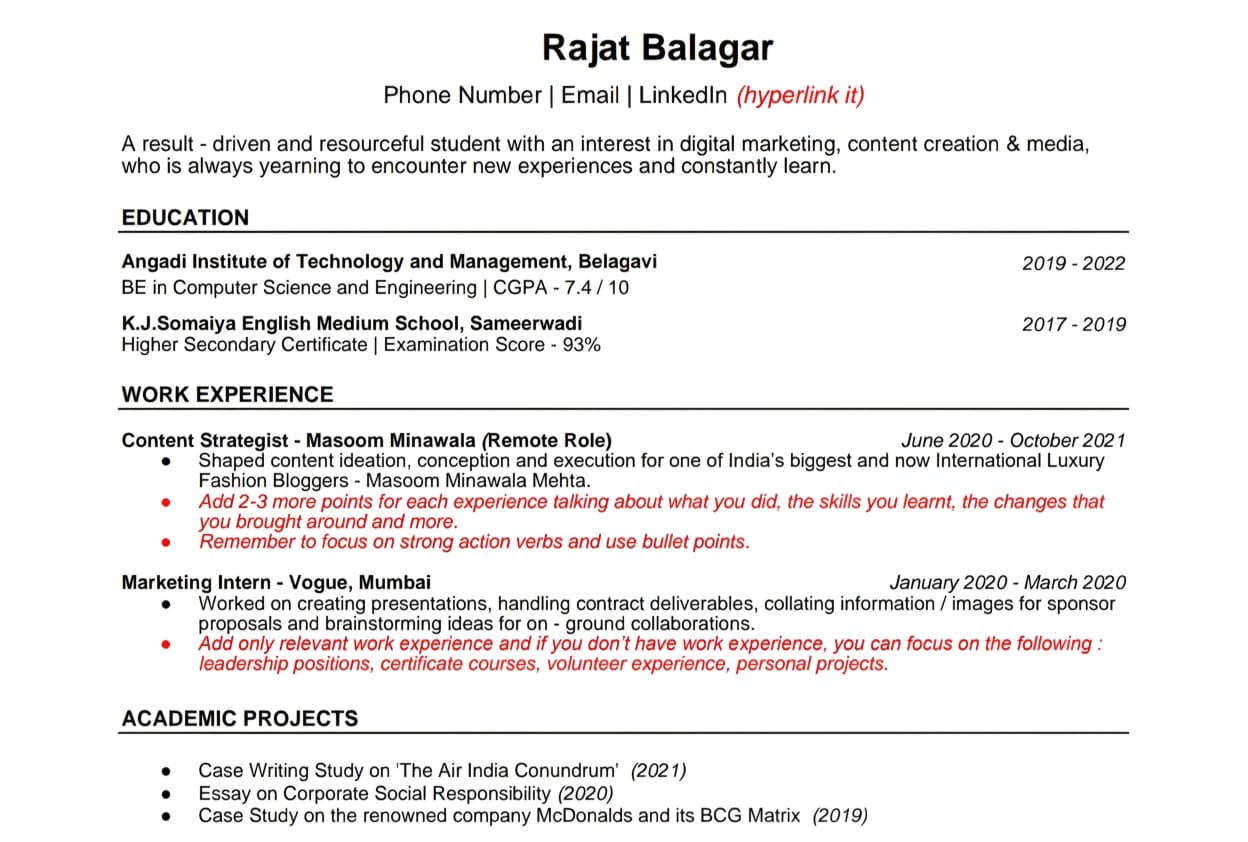 Rajat Balagar
Phone Number | Email | LinkedIn (hyperlink it)
A result - driven and resourceful student with an interest in digital marketing, content creation & media,
who is always yearning to encounter new experiences and constantly learn.
EDUCATION
Angadi Institute of Technology and Management, Belagavi 2019 - 2022
BE in Computer Science and Engineering | CGPA - 7.4 / 10
K.J.Somaiya English Medium School, Sameerwadi 2017 - 2019
Higher Secondary Certificate | Examination Score - 93%
WORK EXPERIENCE
Content Strategist - Masoom Minawala (Remote Role) June 2020 - October 2021
● Shaped content ideation, conception and execution for one of India's biggest and now International Luxury
Fashion Bloggers - Masoom Minawala Mehta.
● Add 2-3 more points for each experience talking about what you did, the skills you learnt, the changes that
you brought around and more.
● Remember to focus on strong action verbs and use bullet points.
Marketing Intern - Vogue, Mumbai January 2020 - March 2020
● Worked on creating presentations, handling contract deliverables, collating information / images for sponsor
proposals and brainstorming ideas for on - ground collaborations.
● Add only relevant work experience and if you don't have work experience, you can focus on the following :
leadership positions, certificate courses, volunteer experience, personal projects.
ACADEMIC PROJECTS
● Case Writing Study on 'The Air India Conundrum' (2021)
● Essay on Corporate Social Responsibility (2020)
● Case Study on the renowned company McDonalds and its BCG Matrix (2019)